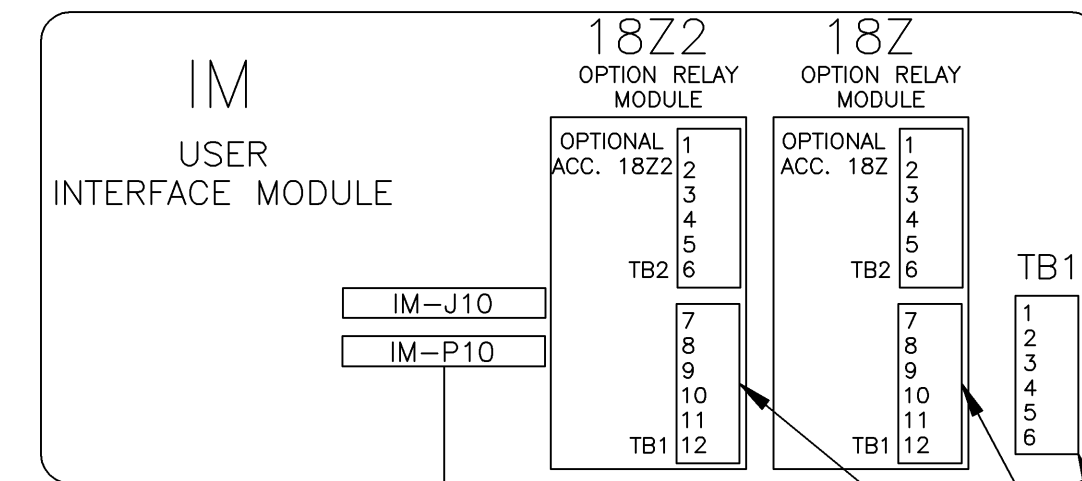 IM
USER
INTERFACE MODULE
IM-J10
IM-P10
18Z2
OPTION RELAY
MODULE
OPTIONAL
ACC. 18Z2
1
2
3
4
5
TB2 6
7
8
9
10
11
TB1 12
18Z
OPTION RELAY
MODULE
OPTIONAL
ACC. 18Z
1
2
3
4
5
TB2 6
7
8
9
10
11
TB1 12
TB1
1
2
3
4
5
6